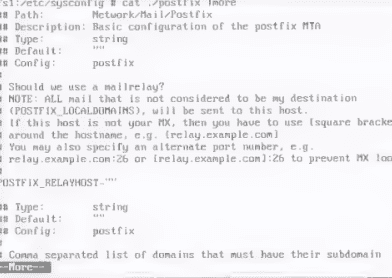 fs1:/etc/sysconfig # cat ./postfix |more
## Path:          Network/Mail/Postfix
## Description: Basic configuration of the postfix MTA
## Type:          string
## Default:       ""
## Config:        postfix
#
# Should we use a mailrelay?
# NOTE: ALL mail that is not considered to be my destination
# (POSTFIX_LOCALDOMAINS), will be sent to this host.
# If this host is not your MX, then you have to use [square bracke
# around the hostname, e.g. [relay.example.com]
# You may also specify an alternate port number, e.g.
# relay.example.com:26 or [relay.example.com]:26 to prevent MX loo
#
POSTFIX_RELAYHOST=""
## Type:          string
## Default:       ""
## Config:        postfix
#
# Comma separated list of domains that must have their subdomain
--More--